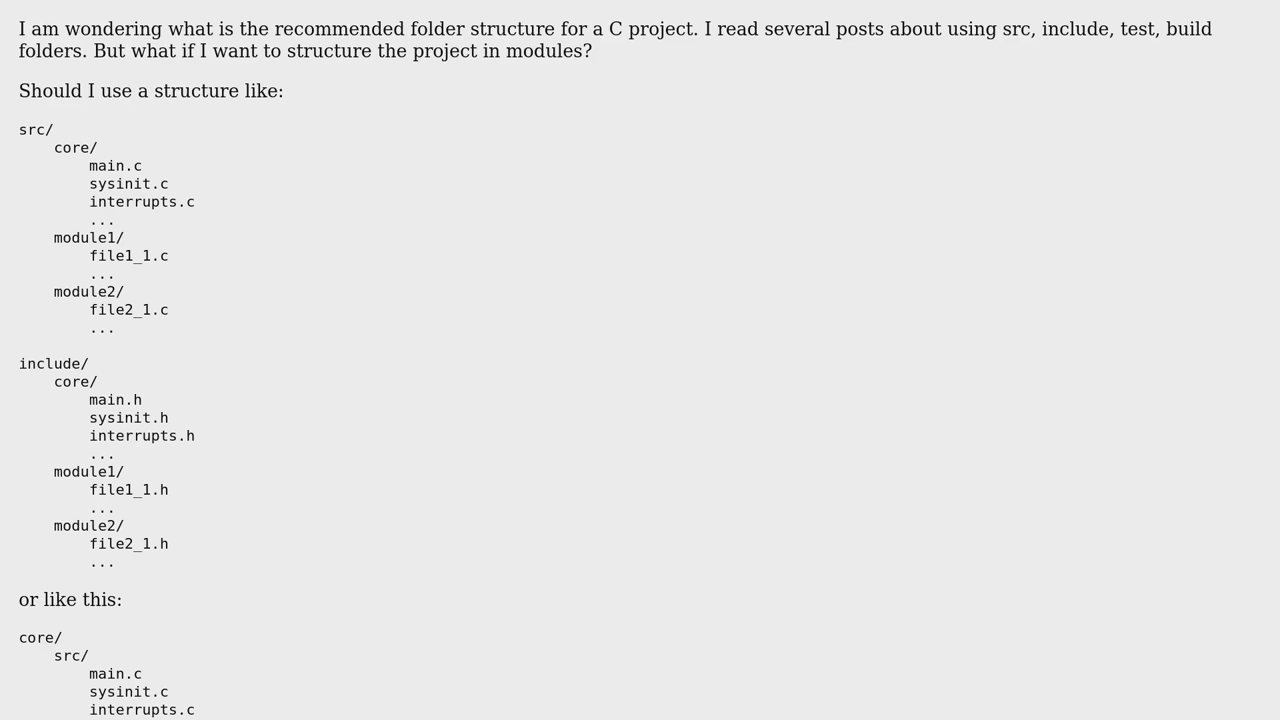 I am wondering what is the recommended folder structure for a C project. I read several posts about using src, include, test, build
folders. But what if I want to structure the project in modules?
Should I use a structure like:
src/
    core/
        main.c
        sysinit.c
        interrupts.c
        ...
    module1/
        file1_1.c
        ...
    module2/
        file2_1.c
        ...
include/
    core/
        main.h
        sysinit.h
        interrupts.h
        ...
    module1/
        file1_1.h
        ...
    module2/
        file2_1.h
        ...
or like this:
core/
    src/
        main.c
        sysinit.c
        interrupts.c